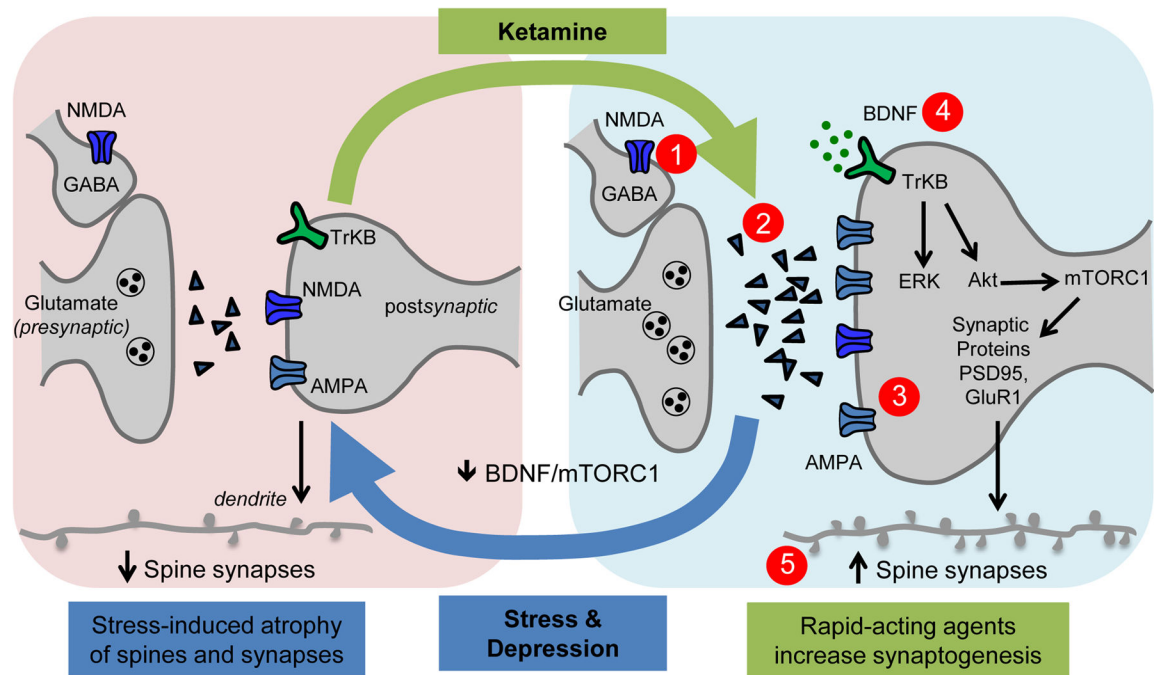 Ketamine
NMDA
GABA
Glutamate
(presynaptic)
TrKB
NMDA
postsynaptic
AMPA
dendrite
Spine synapses
BDNF/mTORC1
NMDA
1
GABA
2
Glutamate
BDNF
4
TrKB
ERK
Akt
mTORC1
Synaptic
Proteins
PSD95,
GluR1
3
AMPA
5
Spine synapses
Stress-induced atrophy
of spines and synapses
Stress &
Depression
Rapid-acting agents
increase synaptogenesis